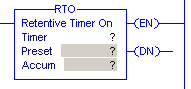 RTO
Retentive Timer On
(EN)
Timer ?
Preset ?
(DN)
Accum ?